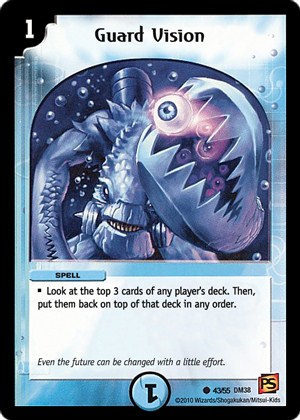 1
Guard Vision
SPELL
▪ Look at the top 3 cards of any player's deck. Then,
put them back on top of that deck in any order.
Even the future can be changed with a little effort.
● 43/55 DM38
©2010 Wizards/Shogakukan/Mitsui-Kids
1
PS